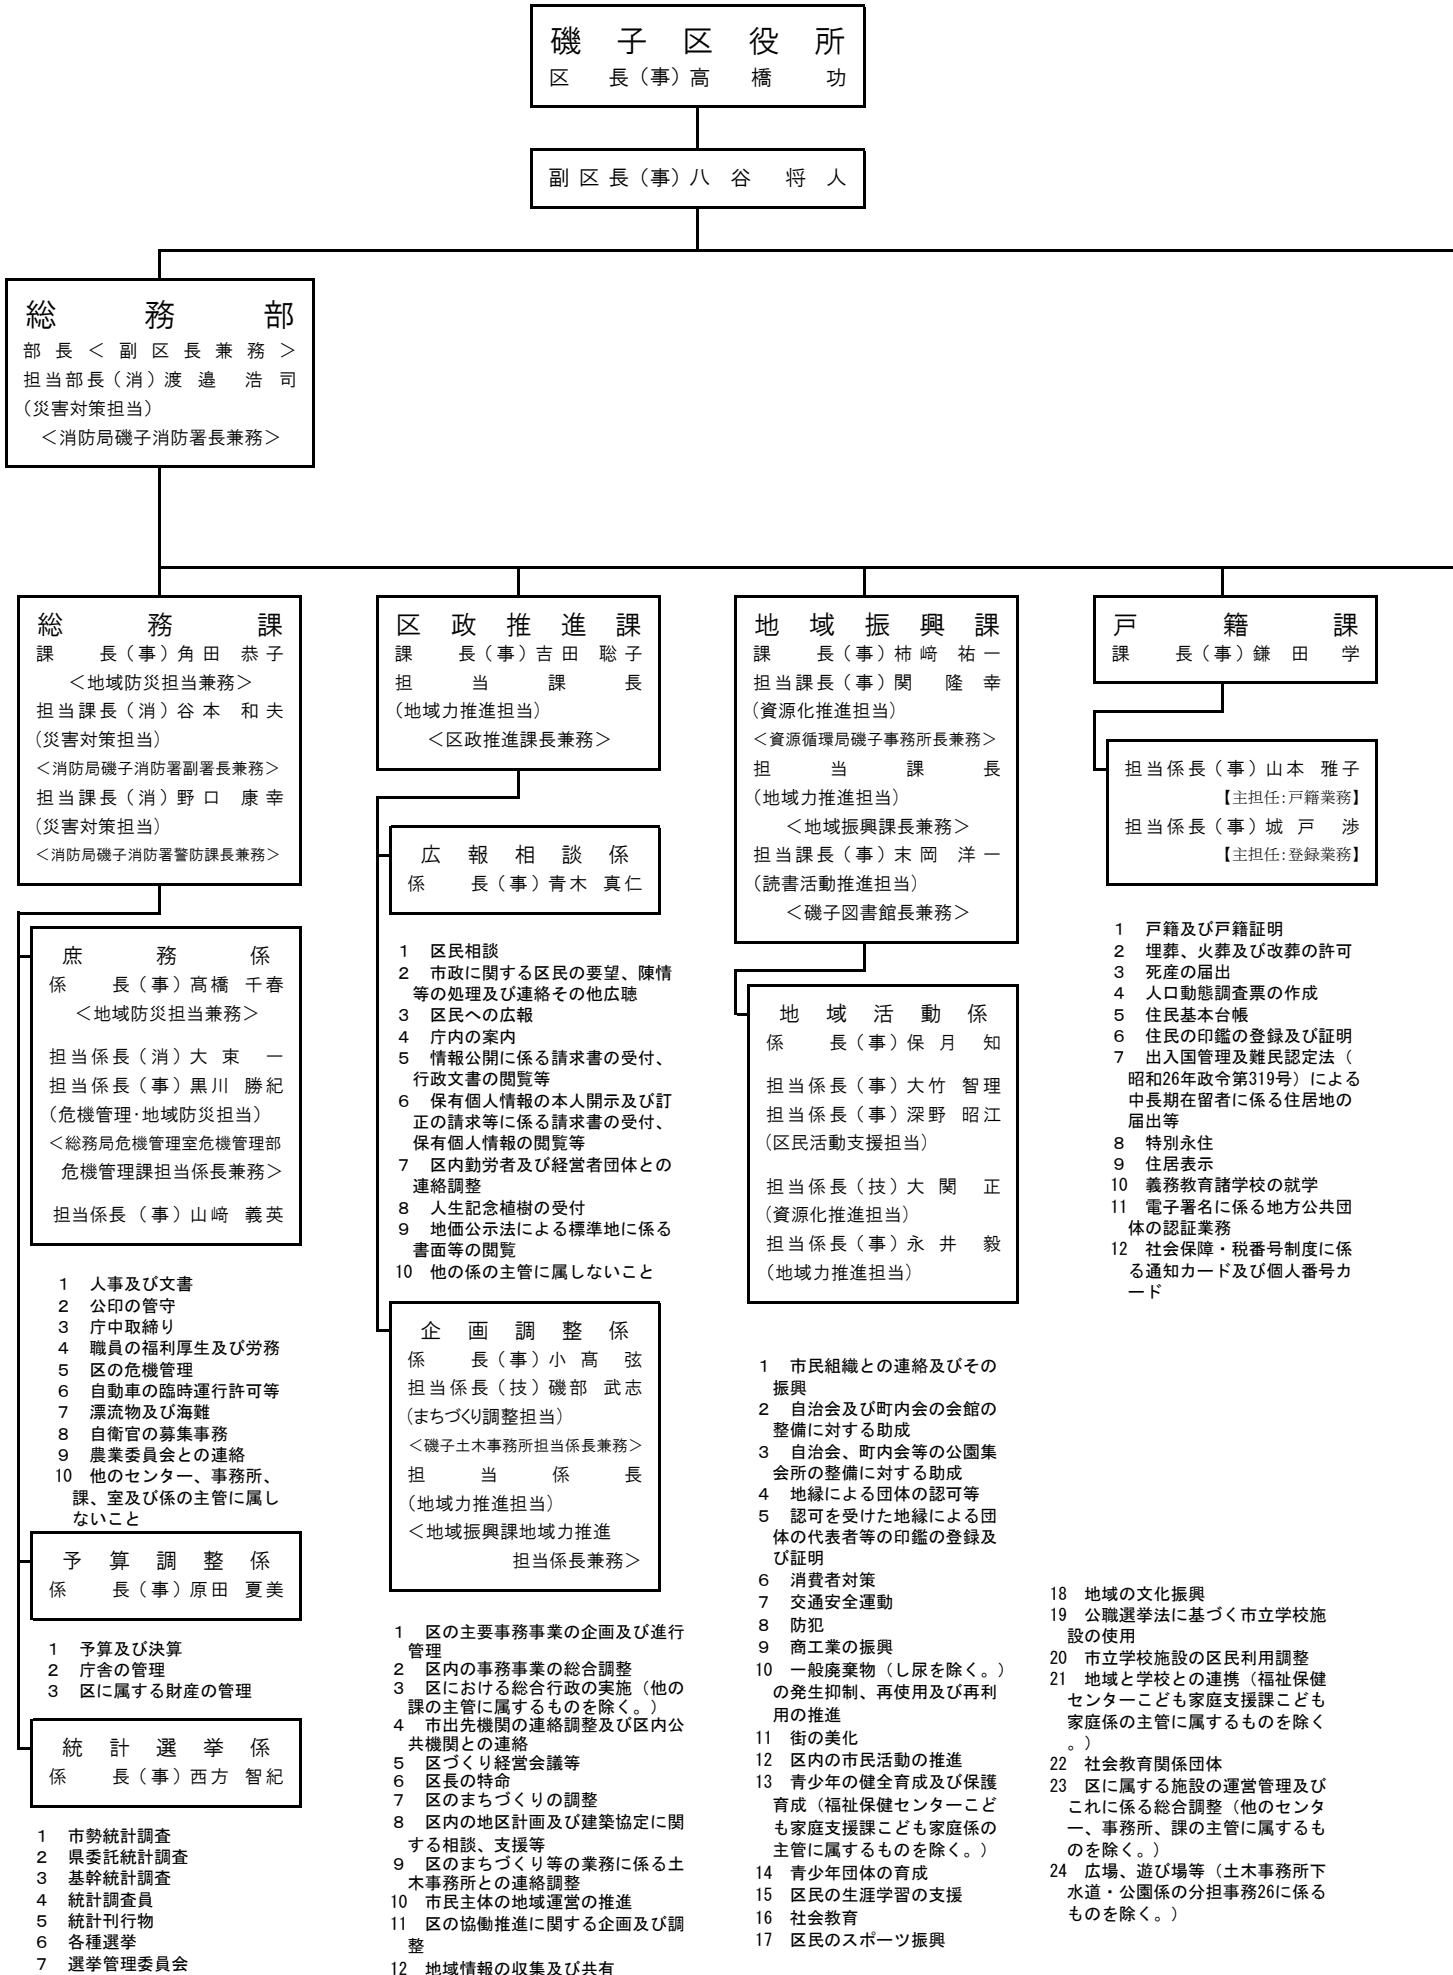 磯子区役所
区長（事）高橋功
副区長（事）八谷将人
総務部
部長＜副区長兼務＞
担当部長（消）渡邉浩司
（災害対策担当）
＜消防局磯子消防署長兼務＞
総務課
課長（事）角田恭子
＜地域防災担当兼務＞
担当課長（消）谷本和夫
（災害対策担当）
＜消防局磯子消防署副署長兼務＞
担当課長（消）野口康幸
（災害対策担当）
＜消防局磯子消防署警防課長兼務＞
庶務係
係長（事）髙橋千春
＜地域防災担当兼務＞
担当係長（消）大束一
担当係長（事）黒川勝紀
（危機管理・地域防災担当）
＜総務局危機管理室危機管理部
危機管理課担当係長兼務＞
担当係長（事）山﨑義英
1 人事及び文書
2 公印の管守
3 庁中取締り
4 職員の福利厚生及び労務
5 区の危機管理
6 自動車の臨時運行許可等
7 漂流物及び海難
8 自衛官の募集事務
9 農業委員会との連絡
10 他のセンター、事務所、
課、室及び係の主管に属し
ないこと
予算調整係
係長（事）原田夏美
1 予算及び決算
2 庁舎の管理
3 区に属する財産の管理
統計選挙係
係長（事）西方智紀
1 市勢統計調査
2 県委託統計調査
3 基幹統計調査
4 統計調査員
5 統計刊行物
6 各種選挙
7 選挙管理委員会
区政推進課
課長（事）吉田聡子
担当課長
（地域力推進担当）
＜区政推進課長兼務＞
広報相談係
係長（事）青木真仁
1 区民相談
2 市政に関する区民の要望、陳情
等の処理及び連絡その他広聴
3 区民への広報
4 庁内の案内
5 情報公開に係る請求書の受付、
行政文書の閲覧等
6 保有個人情報の本人開示及び訂
正の請求等に係る請求書の受付、
保有個人情報の閲覧等
7 区内勤労者及び経営者団体との
連絡調整
8 人生記念植樹の受付
9 地価公示法による標準地に係る
書面等の閲覧
10 他の係の主管に属しないこと
企画調整係
係長（事）小髙弦
担当係長（技）磯部武志
（まちづくり調整担当）
＜磯子土木事務所担当係長兼務＞
担当係長
（地域力推進担当）
＜地域振興課地域力推進
担当係長兼務＞
1 区の主要事務事業の企画及び進行
管理
2 区内の事務事業の総合調整
3 区における総合行政の実施（他の
課の主管に属するものを除く。）
4 市出先機関の連絡調整及び区内公
共機関との連絡
5 区づくり経営会議等
6 区長の特命
7 区のまちづくりの調整
8 区内の地区計画及び建築協定に関
する相談、支援等
9 区のまちづくり等の業務に係る土
木事務所との連絡調整
10 市民主体の地域運営の推進
11 区の協働推進に関する企画及び調
整
12 地域情報の収集及び共有
地域振興課
課長（事）柿﨑祐一
担当課長（事）関隆幸
（資源化推進担当）
＜資源循環局磯子事務所長兼務＞
担当課長
（地域力推進担当）
＜地域振興課長兼務＞
担当課長（事）末岡洋一
（読書活動推進担当）
＜磯子図書館長兼務＞
地域活動係
係長（事）保月知
担当係長（事）大竹智理
担当係長（事）深野昭江
（区民活動支援担当）
担当係長（技）大関正
（資源化推進担当）
担当係長（事）永井毅
（地域力推進担当）
1 市民組織との連絡及びその
振興
2 自治会及び町内会の会館の
整備に対する助成
3 自治会、町内会等の公園集
会所の整備に対する助成
4 地縁による団体の認可等
5 認可を受けた地縁による団
体の代表者等の印鑑の登録及
び証明
6 消費者対策
7 交通安全運動
8 防犯
9 商工業の振興
10 一般廃棄物（し尿を除く。）
の発生抑制、再使用及び再利
用の推進
11 街の美化
12 区内の市民活動の推進
13 青少年の健全育成及び保護
育成（福祉保健センターこど
も家庭支援課こども家庭係の
主管に属するものを除く。）
14 青少年団体の育成
15 区民の生涯学習の支援
16 社会教育
17 区民のスポーツ振興
18 地域の文化振興
19 公職選挙法に基づく市立学校施
設の使用
20 市立学校施設の区民利用調整
21 地域と学校との連携（福祉保健
センターこども家庭支援課こども
家庭係の主管に属するものを除く
。）
22 社会教育関係団体
23 区に属する施設の運営管理及び
これに係る総合調整（他のセンタ
ー、事務所、課の主管に属するも
のを除く。）
24 広場、遊び場等（土木事務所下
水道・公園係の分担事務26に係る
ものを除く。）
戸籍課
課長（事）鎌田学
担当係長（事）山本雅子
【主担任:戸籍業務】
担当係長（事）城戸渉
【主担任:登録業務】
1 戸籍及び戸籍証明
2 埋葬、火葬及び改葬の許可
3 死産の届出
4 人口動態調査票の作成
5 住民基本台帳
6 住民の印鑑の登録及び証明
7 出入国管理及難民認定法（
昭和26年政令第319号）による
中長期在留者に係る住居地の
届出等
8 特別永住
9 住居表示
10 義務教育諸学校の就学
11 電子署名に係る地方公共団
体の認証業務
12 社会保障・税番号制度に係
る通知カード及び個人番号カ
ード